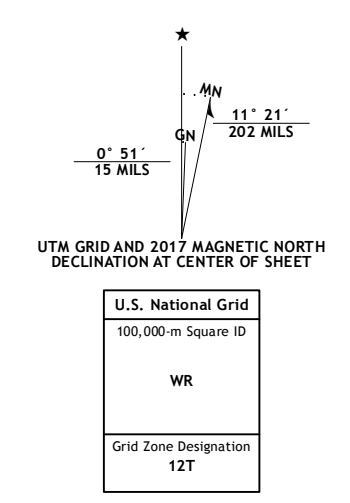 ★
MN
11° 21´
202 MILS
GN
0° 51´
15 MILS
UTM GRID AND 2017 MAGNETIC NORTH
DECLINATION AT CENTER OF SHEET
U.S. National Grid
100,000-m Square ID
WR
Grid Zone Designation
12T